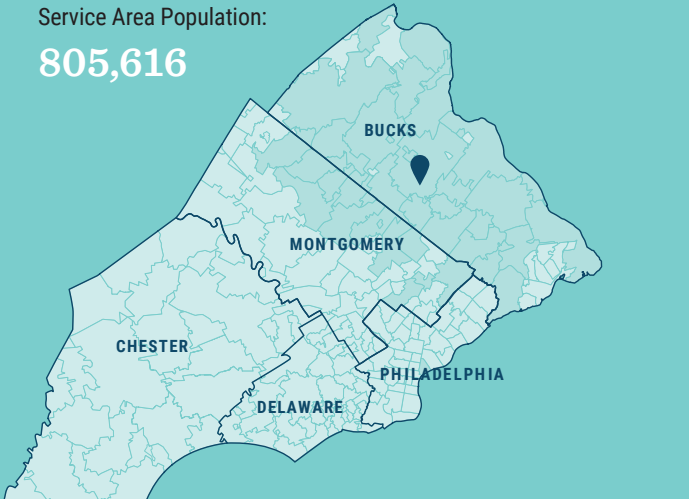 Service Area Population:
805,616
BUCKS
MONTGOMERY
CHESTER
PHILADELPHIA
DELAWARE